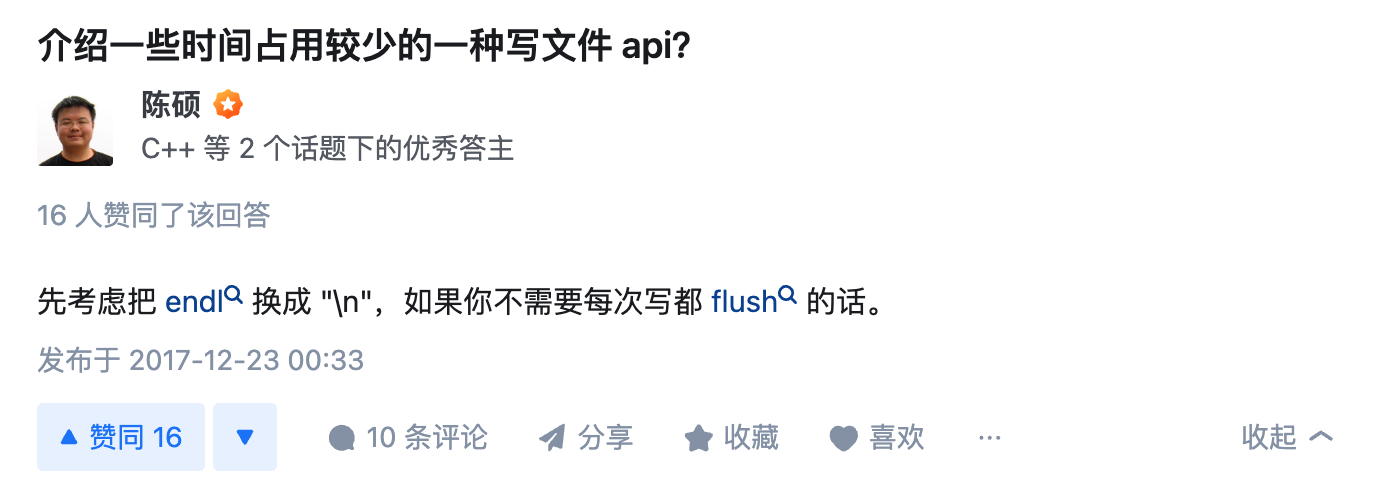 介绍一些时间占用较少的一种写文件 api?
陈硕
C++ 等 2 个话题下的优秀答主
16 人赞同了该回答
先考虑把 endl 换成 "\n"，如果你不需要每次写都 flush 的话。
发布于 2017-12-23 00:33
赞同 16 10 条评论 分享 收藏 喜欢 ··· 收起